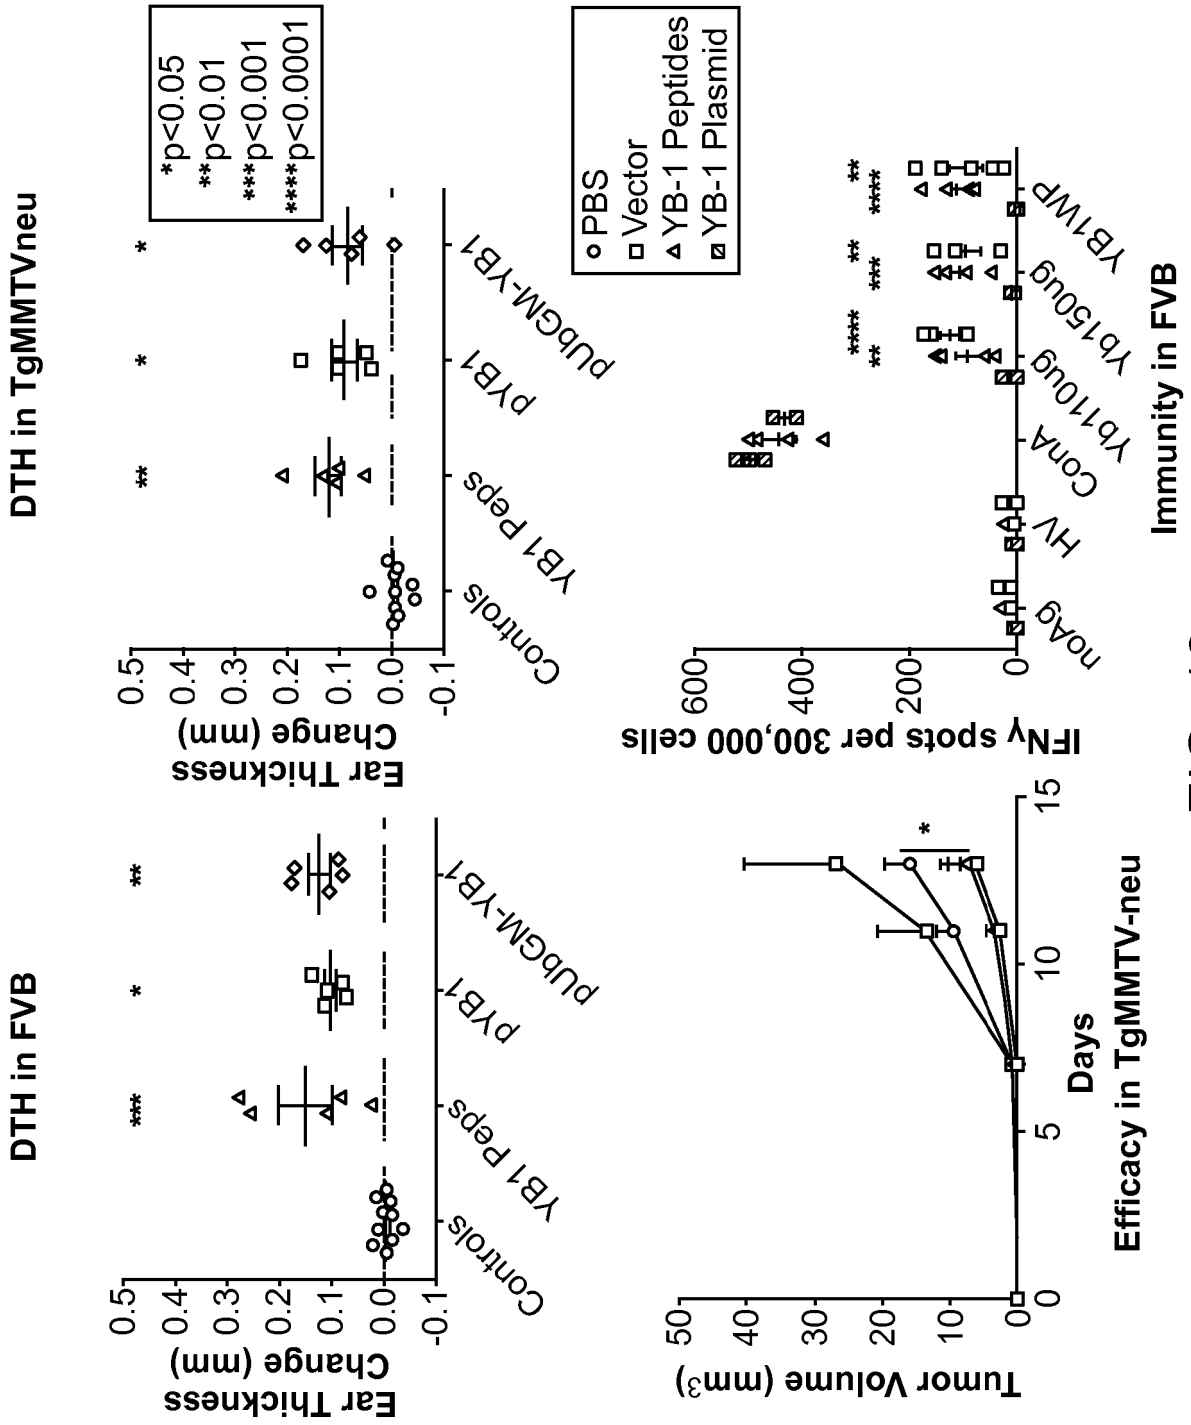 DTH in FVB
Ear Thickness
Change (mm)
0.5
0.4
0.3
0.2
0.1
0.0
-0.1
***
*
**
Controls
YB1 Peps
pYB1
pUbGM-YB1
DTH in TgMMTVneu
Ear Thickness
Change (mm)
0.5
0.4
0.3
0.2
0.1
0.0
-0.1
**
*
*
Controls
YB1 Peps
pYB1
pUbGM-YB1
*p<0.05
**p<0.01
***p<0.001
****p<0.0001
Tumor Volume (mm3)
50
40
30
20
10
0
0
5
10
15
*
Days
Efficacy in TgMMTV-neu
IFNγ spots per 300,000 cells
600
400
200
0
** **** 
*** **
**** **
noAg
HV
ConA
Yb110ug
Yb150ug
YB1WP
Immunity in FVB
PBS
Vector
YB-1 Peptides
YB-1 Plasmid